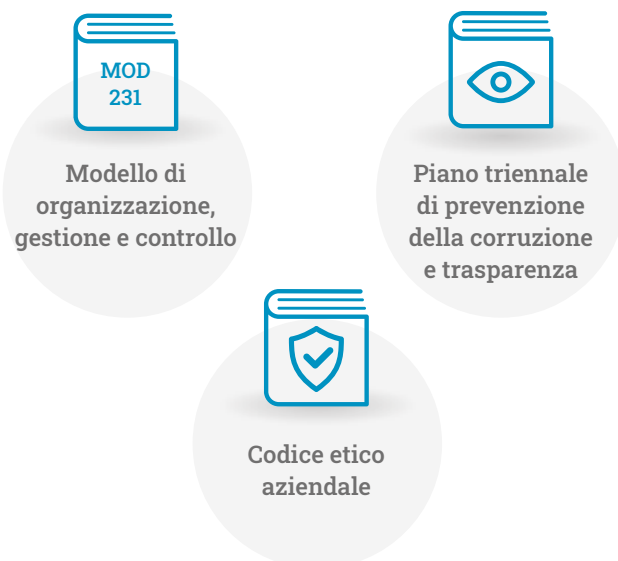 MOD
231
Modello di
organizzazione,
gestione e controllo
Piano triennale
di prevenzione
della corruzione
e trasparenza
Codice etico
aziendale